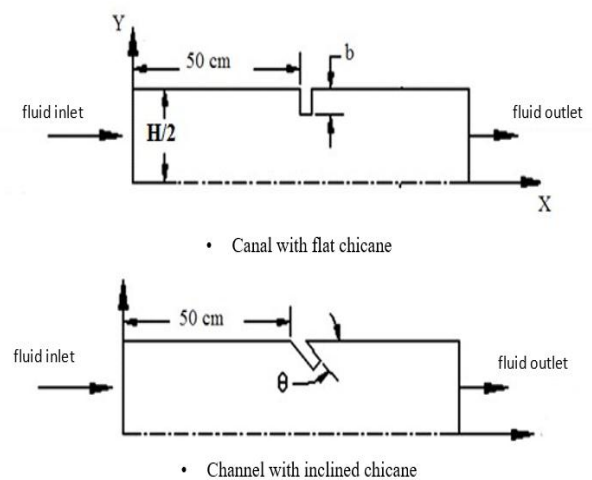 Y
50 cm
b
fluid inlet
fluid outlet
H/2
X
• Canal with flat chicane
50 cm
fluid inlet
fluid outlet
θ
• Channel with inclined chicane